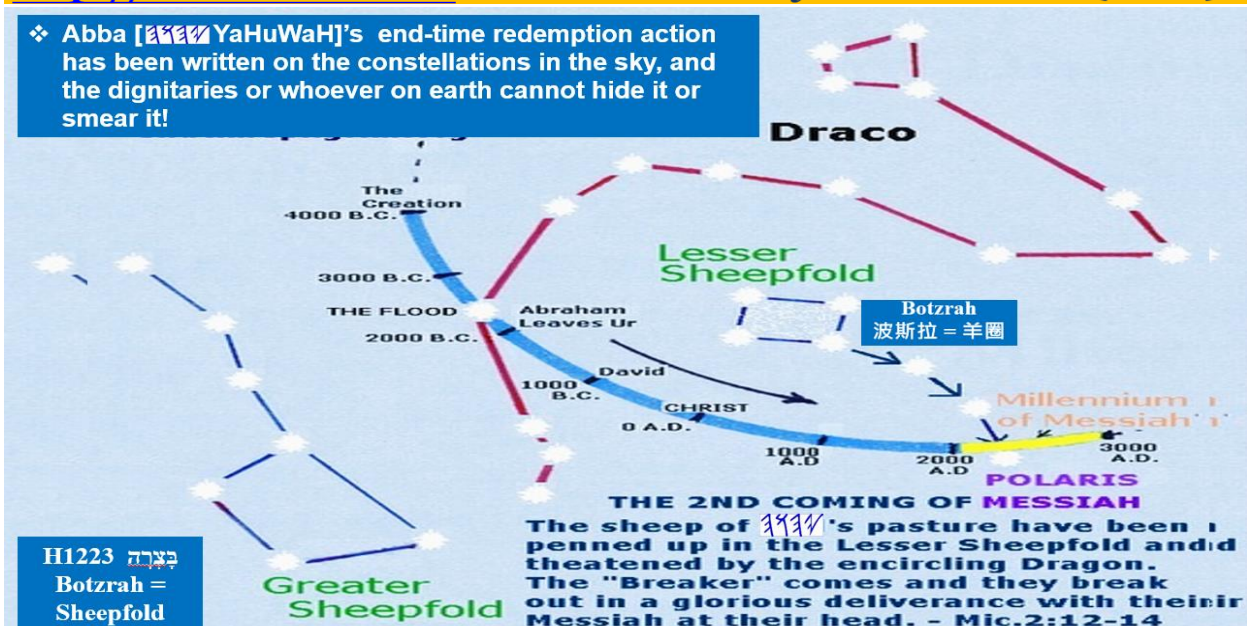 ❖ Abba [𐤉𐤄𐤅𐤄 YaHuWaH]'s end-time redemption action
has been written on the constellations in the sky, and
the dignitaries or whoever on earth cannot hide it or
smear it!
Draco
The
Creation
4000 B.C.
3000 B.C.
THE FLOOD
2000 B.C.
Abraham
Leaves Ur
Lesser
Sheepfold
Botzrah
波斯拉 = 羊圈
David
1000
B.C.
CHRIST
0 A.D.
1000
A.D
2000
A.D
Millennium
of Messiah
3000
A.D.
POLARIS
THE 2ND COMING OF MESSIAH
The sheep of 𐤉𐤄𐤅𐤄's pasture have been
penned up in the Lesser Sheepfold and
theatened by the encircling Dragon.
The "Breaker" comes and they break
out in a glorious deliverance with their
Messiah at their head. - Mic.2:12-14
H1223 בָּצְרָה
Botzrah =
Sheepfold
Greater
Sheepfold